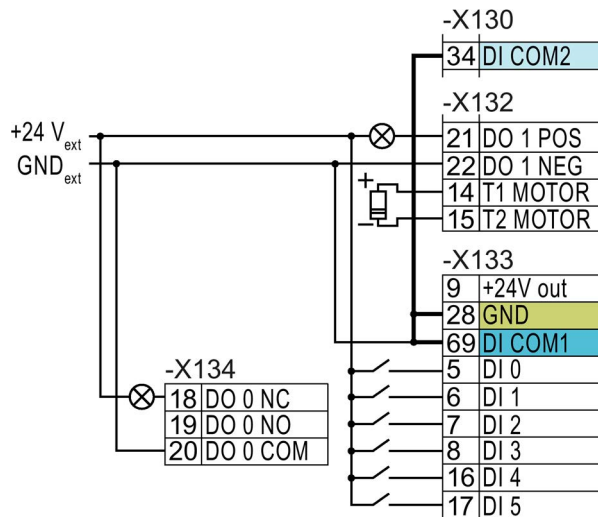 -X130
34 DI COM2
-X132
+24 V ext
21 DO 1 POS
GND ext
22 DO 1 NEG
+
14 T1 MOTOR
–
15 T2 MOTOR
-X133
9 +24V out
28 GND
69 DI COM1
5 DI 0
6 DI 1
7 DI 2
8 DI 3
16 DI 4
17 DI 5
-X134
18 DO 0 NC
19 DO 0 NO
20 DO 0 COM